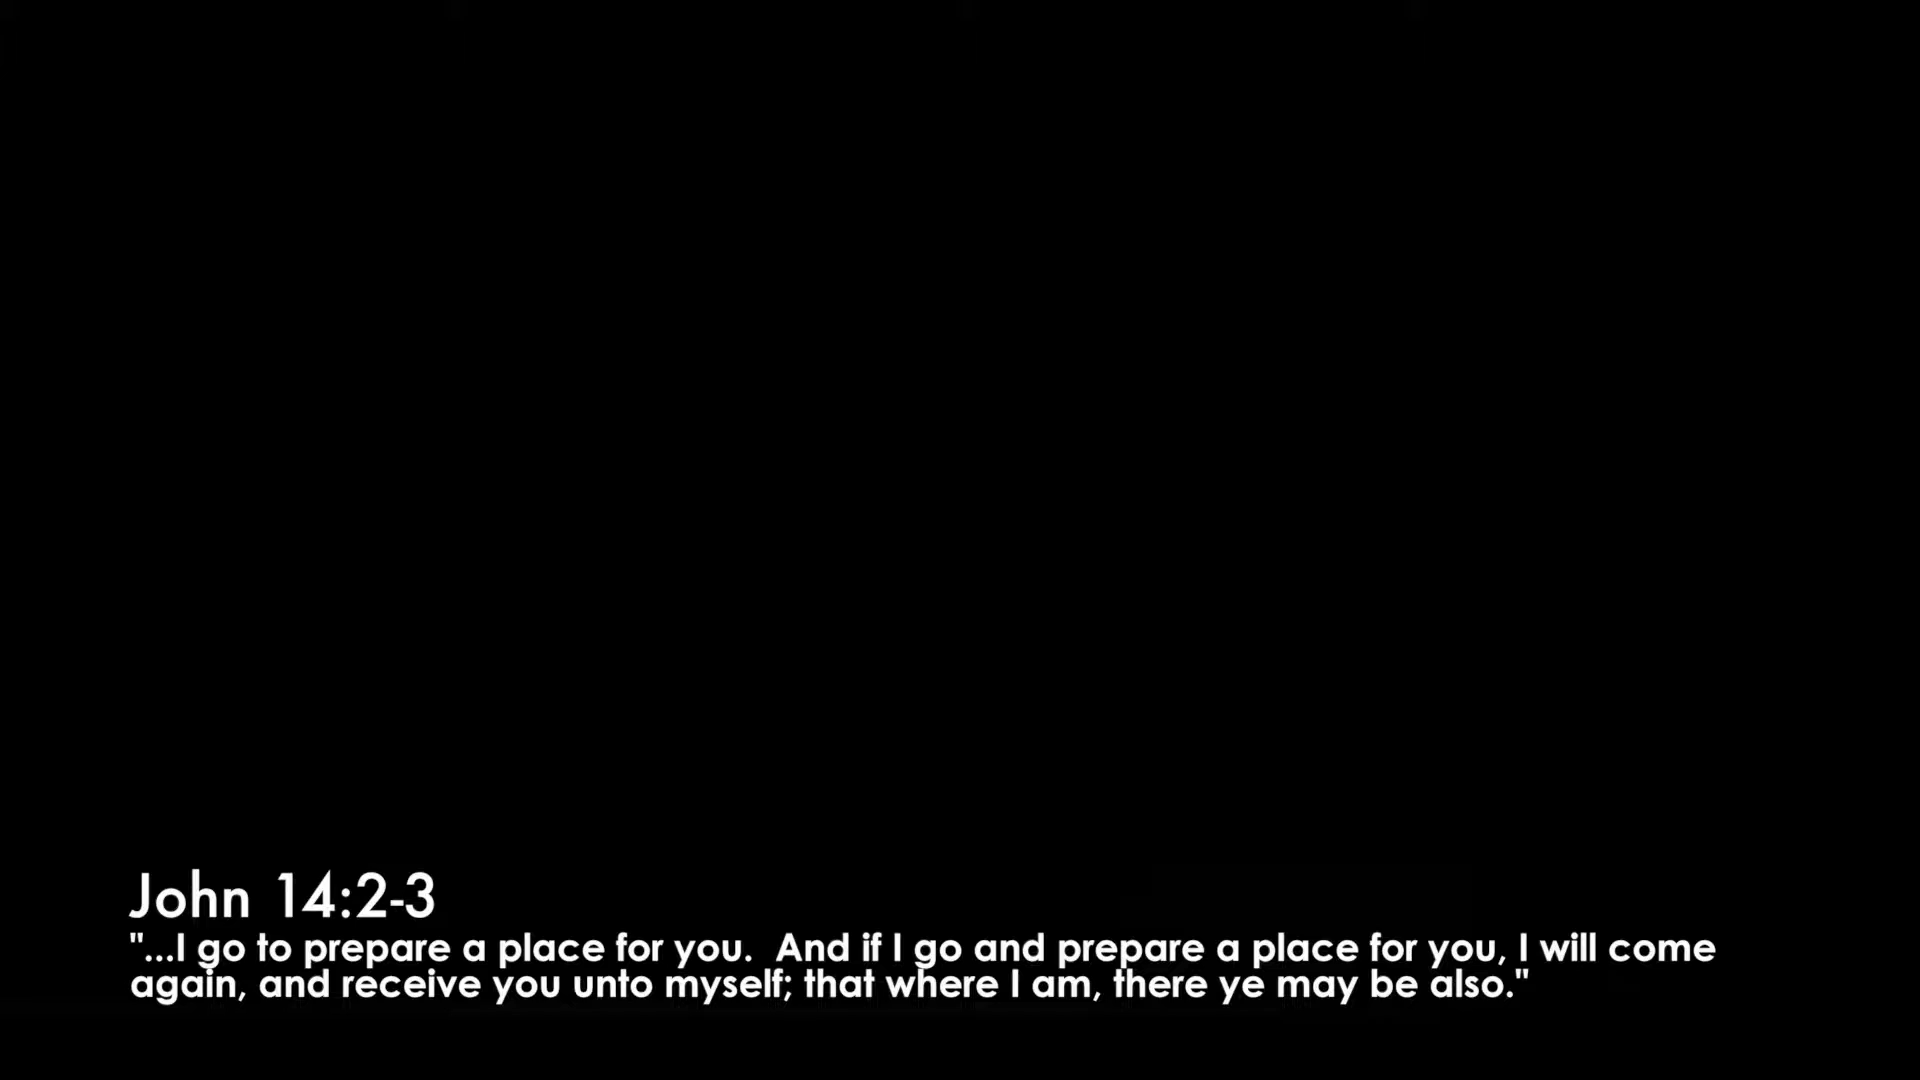 John 14:2-3
"...I go to prepare a place for you.  And if I go and prepare a place for you, I will come
again, and receive you unto myself; that where I am, there ye may be also."